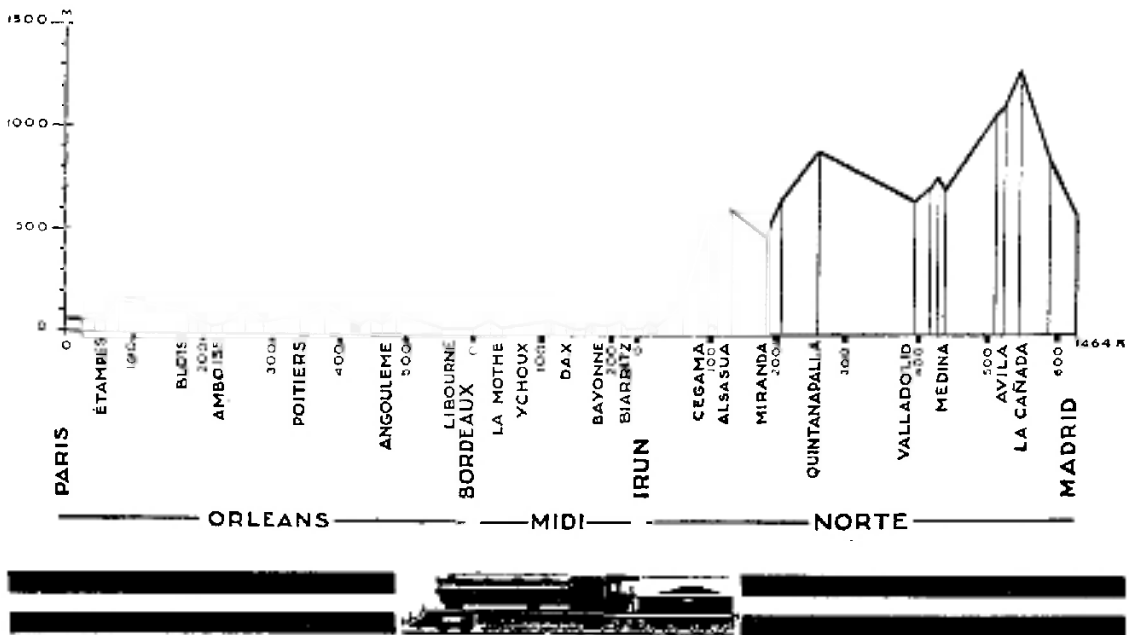 M
1500
1000
500
0
0 100 200 300 400 500 0 100 200 0 100 200 300 400 500 600 1464 K
ÉTAMPES
BLOIS
AMBOISE
POITIERS
ANGOULEME
LIBOURNE
LA MOTHE
YCHOUX
DAX
BAYONNE
BIARRITZ
CEGAMA
ALSASUA
MIRANDA
QUINTANAPALLA
VALLADOLID
MEDINA
AVILA
LA CAÑADA
PARIS
BORDEAUX
IRUN
MADRID
ORLEANS MIDI NORTE